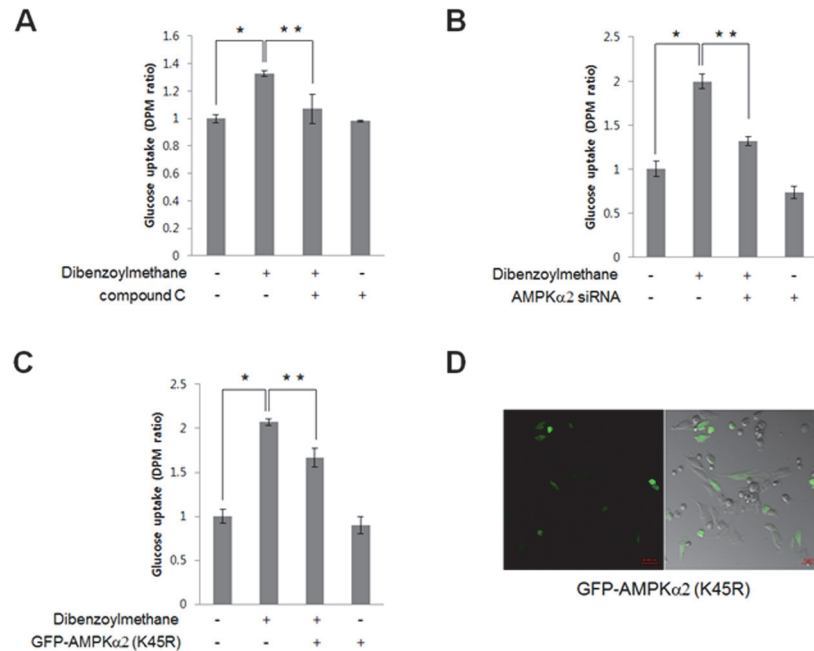 A
Glucose uptake (DPM ratio)
1.6
1.4
1.2
1
0.8
0.6
0.4
0.2
0
★ ★ ★
Dibenzoylmethane - + + -
compound C - - + +
B
Glucose uptake (DPM ratio)
2.5
2
1.5
1
0.5
0
★ ★ ★
Dibenzoylmethane - + + -
AMPKα2 siRNA - - + +
C
Glucose uptake (DPM ratio)
2.5
2
1.5
1
0.5
0
★ ★ ★
Dibenzoylmethane - + + -
GFP-AMPKα2 (K45R) - - + +
D
GFP-AMPKα2 (K45R)